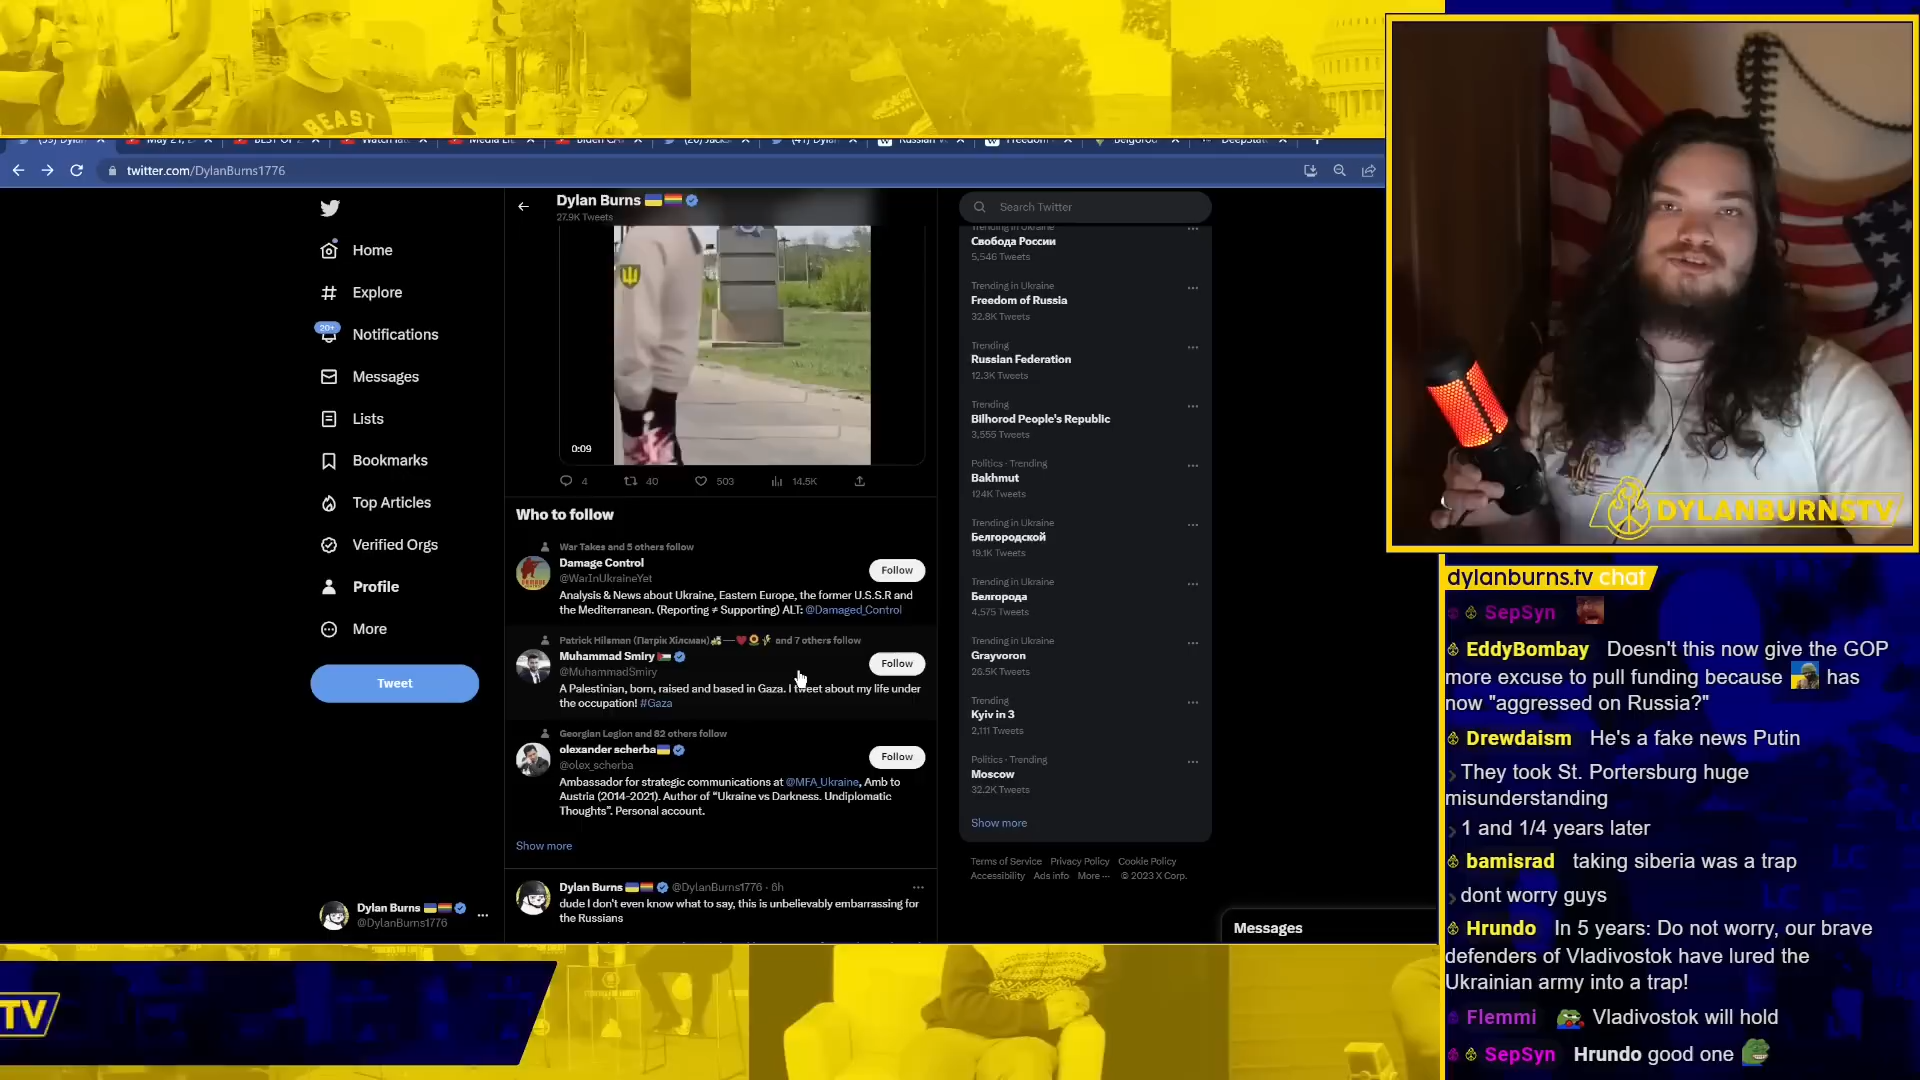 BEAST
twitter.com/DylanBurns1776
Dylan Burns
27.9K Tweets
Home
Explore
20+
Notifications
Messages
Lists
Bookmarks
Top Articles
Verified Orgs
Profile
More
Tweet
Dylan Burns
@DylanBurns1776
0:09
4
40
503
14.5K
Who to follow
War Takes and 5 others follow
Damage Control
@WarInUkraineYet
Follow
Analysis & News about Ukraine, Eastern Europe, the former U.S.S.R and
the Mediterranean. (Reporting ≠ Supporting) ALT: @Damaged_Control
Patrick Hilsman (Патрік Хілсман) and 7 others follow
Muhammad Smiry
@MuhammadSmiry
Follow
A Palestinian, born, raised and based in Gaza. I tweet about my life under
the occupation! #Gaza
Georgian Legion and 82 others follow
olexander scherba
@olex_scherba
Follow
Ambassador for strategic communications at @MFA_Ukraine, Amb to
Austria (2014-2021). Author of "Ukraine vs Darkness. Undiplomatic
Thoughts". Personal account.
Show more
Dylan Burns @DylanBurns1776 · 6h
dude I don't even know what to say, this is unbelievably embarrassing for
the Russians
Search Twitter
Trending in Ukraine
Свобода России
5,546 Tweets
Trending in Ukraine
Freedom of Russia
32.8K Tweets
Trending
Russian Federation
12.3K Tweets
Trending
Bilhorod People's Republic
3,555 Tweets
Politics · Trending
Bakhmut
124K Tweets
Trending in Ukraine
Белгородской
19.1K Tweets
Trending in Ukraine
Белгорода
4,575 Tweets
Trending in Ukraine
Grayvoron
26.5K Tweets
Trending
Kyiv in 3
2,111 Tweets
Politics · Trending
Moscow
32.2K Tweets
Show more
Terms of Service Privacy Policy Cookie Policy
Accessibility Ads info More ··· © 2023 X Corp.
Messages
DYLANBURNSTV
dylanburns.tv chat
SepSyn
EddyBombay Doesn't this now give the GOP
more excuse to pull funding because has
now "aggressed on Russia?"
Drewdaism He's a fake news Putin
They took St. Portersburg huge
misunderstanding
1 and 1/4 years later
bamisrad taking siberia was a trap
dont worry guys
Hrundo In 5 years: Do not worry, our brave
defenders of Vladivostok have lured the
Ukrainian army into a trap!
Flemmi Vladivostok will hold
SepSyn Hrundo good one
TV